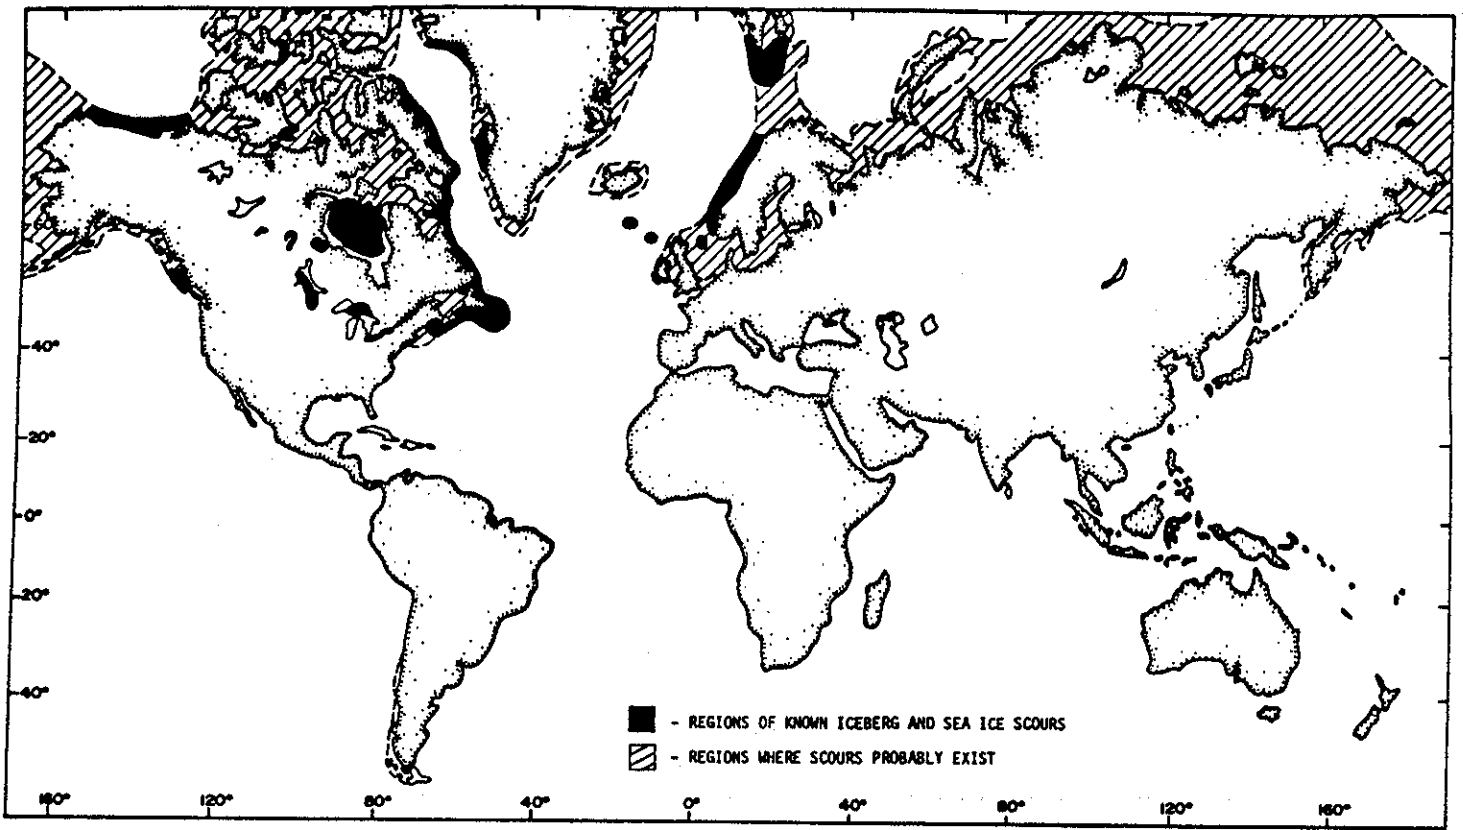 60°
40°
20°
0°
20°
40°
- REGIONS OF KNOWN ICEBERG AND SEA ICE SCOURS
- REGIONS WHERE SCOURS PROBABLY EXIST
160° 120° 80° 40° 0° 40° 80° 120° 160°